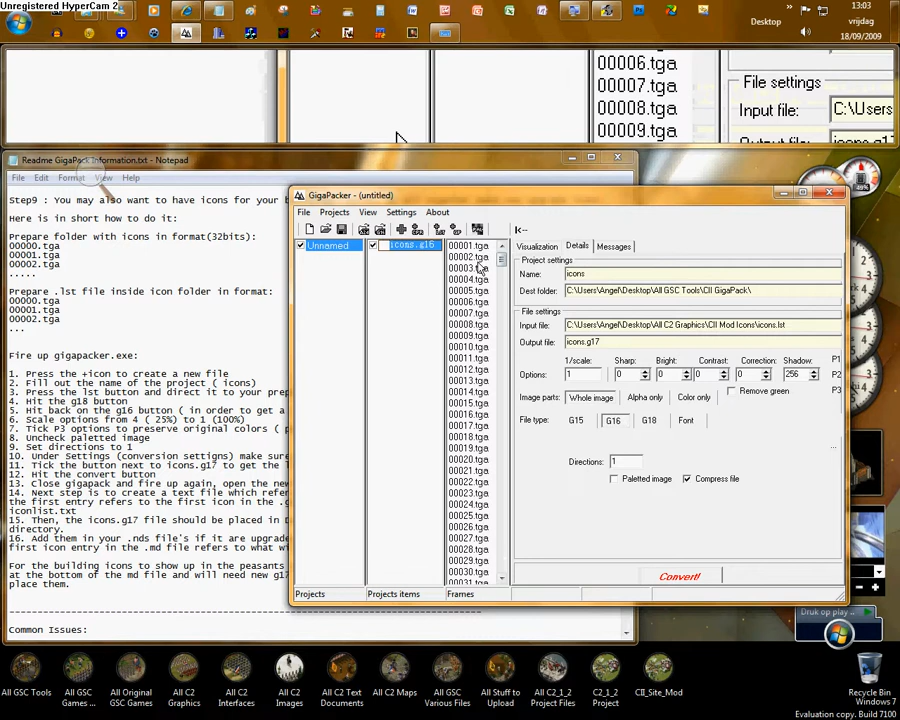 Unregistered HyperCam 2
Desktop
13:03
vrijdag
18/09/2009
00006.tga
00007.tga
00008.tga
00009.tga
File settings
Input file:
C:\Users
Readme GigaPack Information.txt - Notepad
File Edit Format View Help
Step9 : You may also want to have icons for your b
Here is in short how to do it:
Prepare folder with icons in format(32bits):
00000.tga
00001.tga
00002.tga
.....
Prepare .lst file inside icon folder in format:
00000.tga
00001.tga
00002.tga
...
Fire up gigapacker.exe:
1. Press the +icon to create a new file
2. Fill out the name of the project ( icons)
3. Press the lst button and direct it to your prep
4. Hit the g18 button
5. Hit back on the g16 button ( in order to get a
6. Scale options from 4 ( 25%) to 1 (100%)
7. Tick P3 options to preserve original colors ( p
8. Uncheck paletted image
9. Set directions to 1
10. Under Settings (conversion settigns) make sure
11. Tick the button next to icons.g17 to get the l
12. Hit the convert button
13. Close gigapack and fire up again, open the new
14. Next step is to create a text file which refer
the first entry refers to the first icon in the .g
iconlist.txt
15. Then, the icons.g17 file should be placed in D
directory.
16. Add them in your .nds file's if it are upgrade
first icon entry in the .md file refers to what wi
For the building icons to show up in the peasants
at the bottom of the md file and will need new g17
place them.
Common Issues:
GigaPacker - (untitled)
File Projects View Settings About
Unnamed
icons.g16
00001.tga
00002.tga
00003.tga
00004.tga
00005.tga
00006.tga
00007.tga
00008.tga
00009.tga
00010.tga
00011.tga
00012.tga
00013.tga
00014.tga
00015.tga
00016.tga
00017.tga
00018.tga
00019.tga
00020.tga
00021.tga
00022.tga
00023.tga
00024.tga
00025.tga
00026.tga
00027.tga
00028.tga
00029.tga
00030.tga
00031.tga
Visualization Details Messages
Project settings
Name: icons
Dest folder: C:\Users\Angel\Desktop\All GSC Tools\CII GigaPack\
File settings
Input file: C:\Users\Angel\Desktop\All C2 Graphics\CII Mod Icons\icons.lst
Output file: icons.g17
1/scale: Sharp: Bright: Contrast: Correction: Shadow: P1
Options: 1 0 0 0 0 256 P2
P3
Image parts: Whole image Alpha only Color only Remove green
File type: G15 G16 G18 Font
...
Directions: 1
Paletted image Compress file
Convert!
Projects Projects items Frames
Druk op play
All GSC Tools
All GSC Games ...
All Original GSC Games
All C2 Graphics
All C2 Interfaces
All C2 Images
All C2 Text Documents
All C2 Maps
All GSC Various Files
All Stuff to Upload
All C2_1_2 Project Files
C2_1_2 Project
CII_Site_Mod
Recycle Bin
Windows 7
Evaluation copy. Build 7100